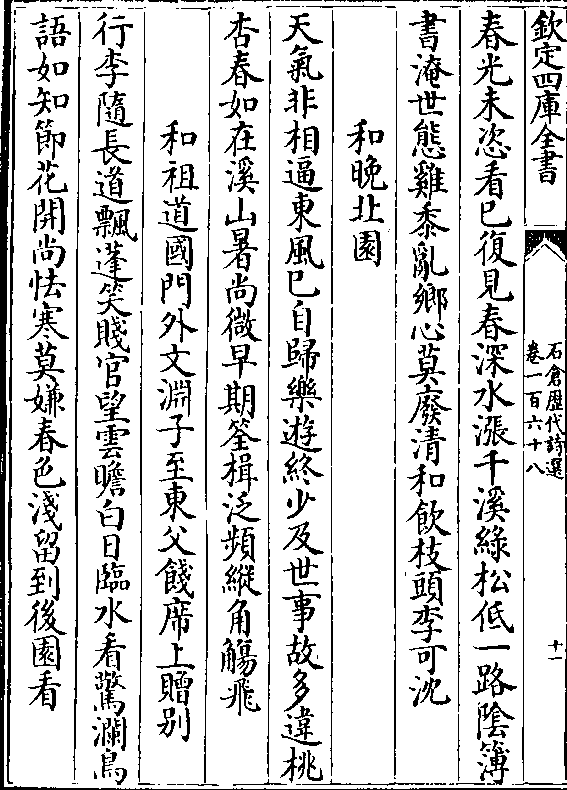 欽定四庫全書
石倉歴代詩選
卷一百六十八
十一
春光未恣看已復見春深水漲千溪緑松低一路陰簿
書淹世態雞黍亂鄉心莫廢清和飲枝頭李可沈
和晚北園
天氣非相逼東風已自歸樂遊終少及世事故多違桃
杏春如在溪山暑尚微早期筌楫泛頻縱角觴飛
和祖道國門外文淵子至東父餞席上贈别
行李隨長道飄蓬笑賤官望雲瞻白日臨水看驚瀾鳥
語如知節花開尚怯寒莫嫌春色淺留到後園看